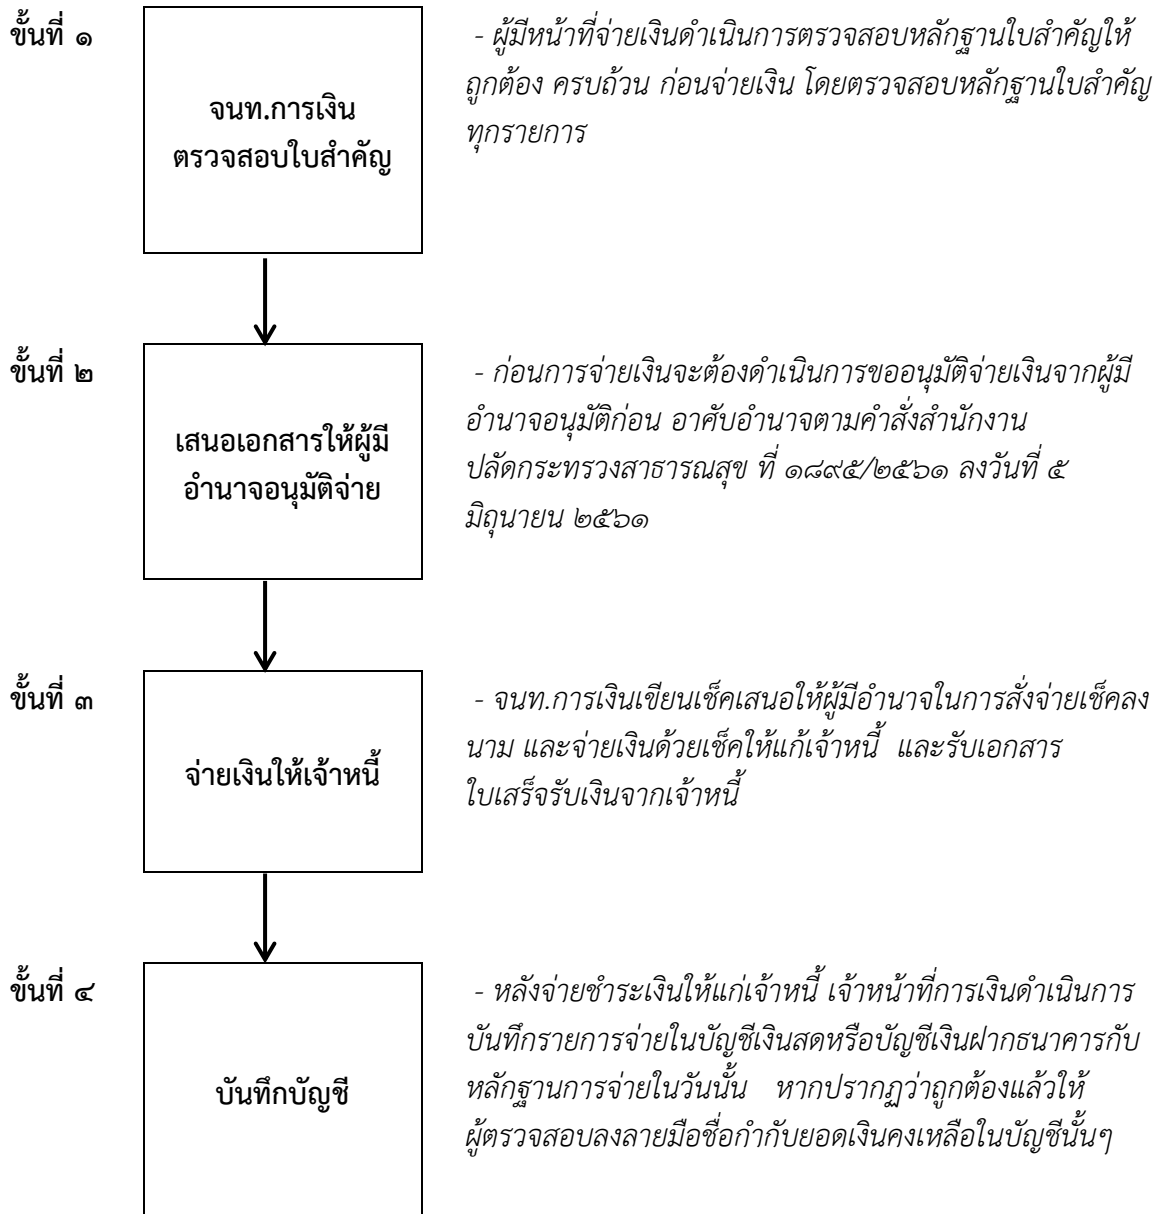 ขั้นที่ ๑
จนท.การเงิน
ตรวจสอบใบสำคัญ
- ผู้มีหน้าที่จ่ายเงินดำเนินการตรวจสอบหลักฐานใบสำคัญให้
ถูกต้อง ครบถ้วน ก่อนจ่ายเงิน โดยตรวจสอบหลักฐานใบสำคัญ
ทุกรายการ
ขั้นที่ ๒
เสนอเอกสารให้ผู้มี
อำนาจอนุมัติจ่าย
- ก่อนการจ่ายเงินจะต้องดำเนินการขออนุมัติจ่ายเงินจากผู้มี
อำนาจอนุมัติก่อน อาศับอำนาจตามคำสั่งสำนักงาน
ปลัดกระทรวงสาธารณสุข ที่ ๑๘๙๕/๒๕๖๑ ลงวันที่ ๕
มิถุนายน ๒๕๖๑
ขั้นที่ ๓
จ่ายเงินให้เจ้าหนี้
- จนท.การเงินเขียนเช็คเสนอให้ผู้มีอำนาจในการสั่งจ่ายเช็คลง
นาม และจ่ายเงินด้วยเช็คให้แก้เจ้าหนี้ และรับเอกสาร
ใบเสร็จรับเงินจากเจ้าหนี้
ขั้นที่ ๔
บันทึกบัญชี
- หลังจ่ายชำระเงินให้แก่เจ้าหนี้ เจ้าหน้าที่การเงินดำเนินการ
บันทึกรายการจ่ายในบัญชีเงินสดหรือบัญชีเงินฝากธนาคารกับ
หลักฐานการจ่ายในวันนั้น หากปรากฏว่าถูกต้องแล้วให้
ผู้ตรวจสอบลงลายมือชื่อกำกับยอดเงินคงเหลือในบัญชีนั้นๆ